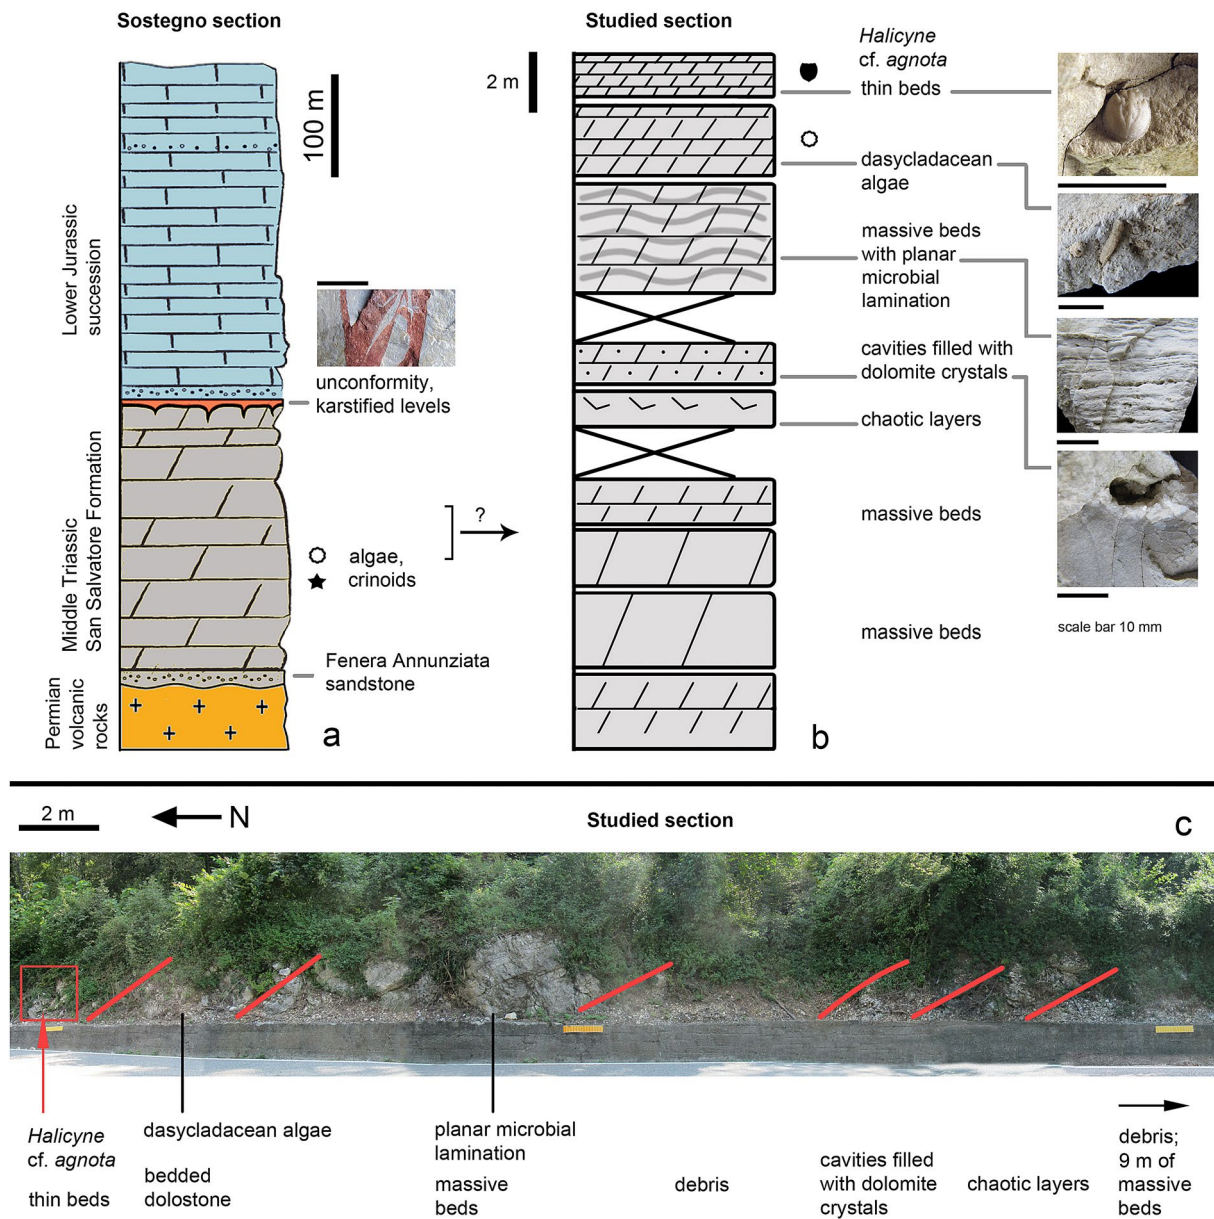 Sostegno section
100 m
Lower Jurassic
succession
unconformity,
karstified levels
Middle Triassic
San Salvatore Formation
algae,
crinoids
?
Fenera Annunziata
sandstone
Permian
volcanic
rocks
a
Studied section
2 m
Halicyne
cf. agnota
thin beds
dasycladacean
algae
massive beds
with planar
microbial
lamination
cavities filled with
dolomite crystals
chaotic layers
massive beds
massive beds
scale bar 10 mm
b
2 m
N
Studied section
c
Halicyne
cf. agnota
thin beds
dasycladacean algae
bedded
dolostone
planar microbial
lamination
massive
beds
debris
cavities filled
with dolomite
crystals
chaotic layers
debris;
9 m of
massive
beds